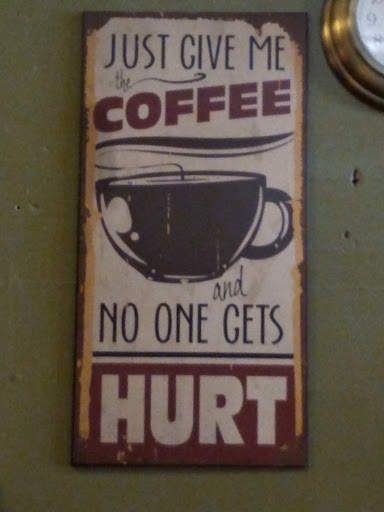 JUST GIVE ME
the
COFFEE
and
NO ONE GETS
HURT